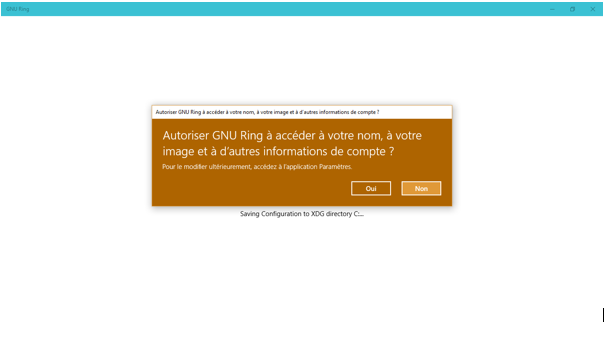 GNU Ring
Autoriser GNU Ring à accéder à votre nom, à votre image et à d'autres informations de compte ?
Autoriser GNU Ring à accéder à votre nom, à votre
image et à d'autres informations de compte ?
Pour le modifier ultérieurement, accédez à l'application Paramètres.
Oui Non
Saving Configuration to XDG directory C:...